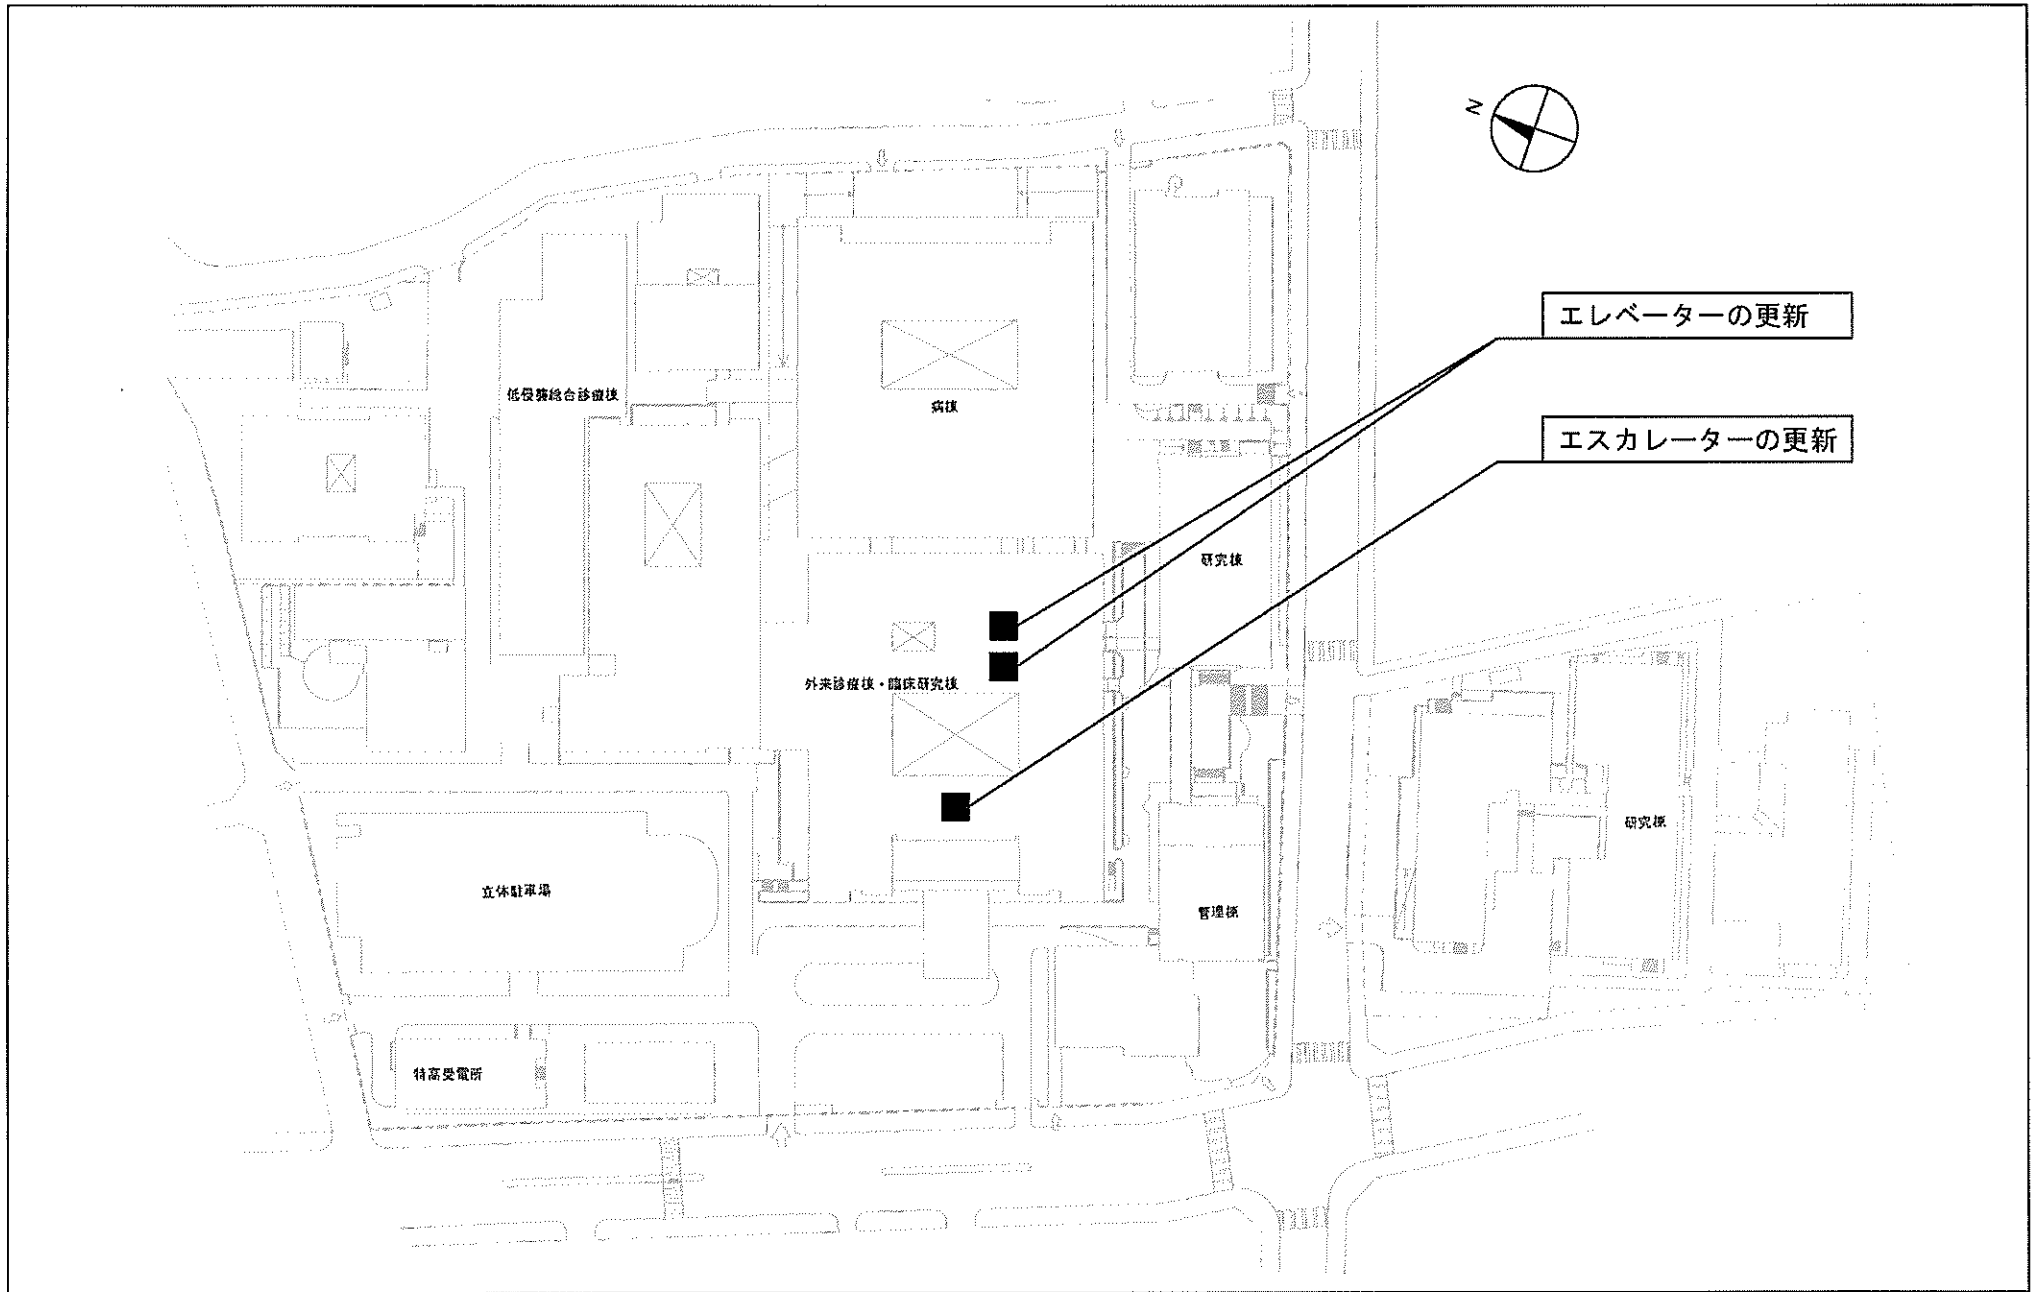 N
エレベーターの更新
低侵襲総合診療棟
病棟
エスカレーターの更新
研究棟
外来診療棟・臨床研究棟
研究棟
立体駐車場
管理棟
特高受電所